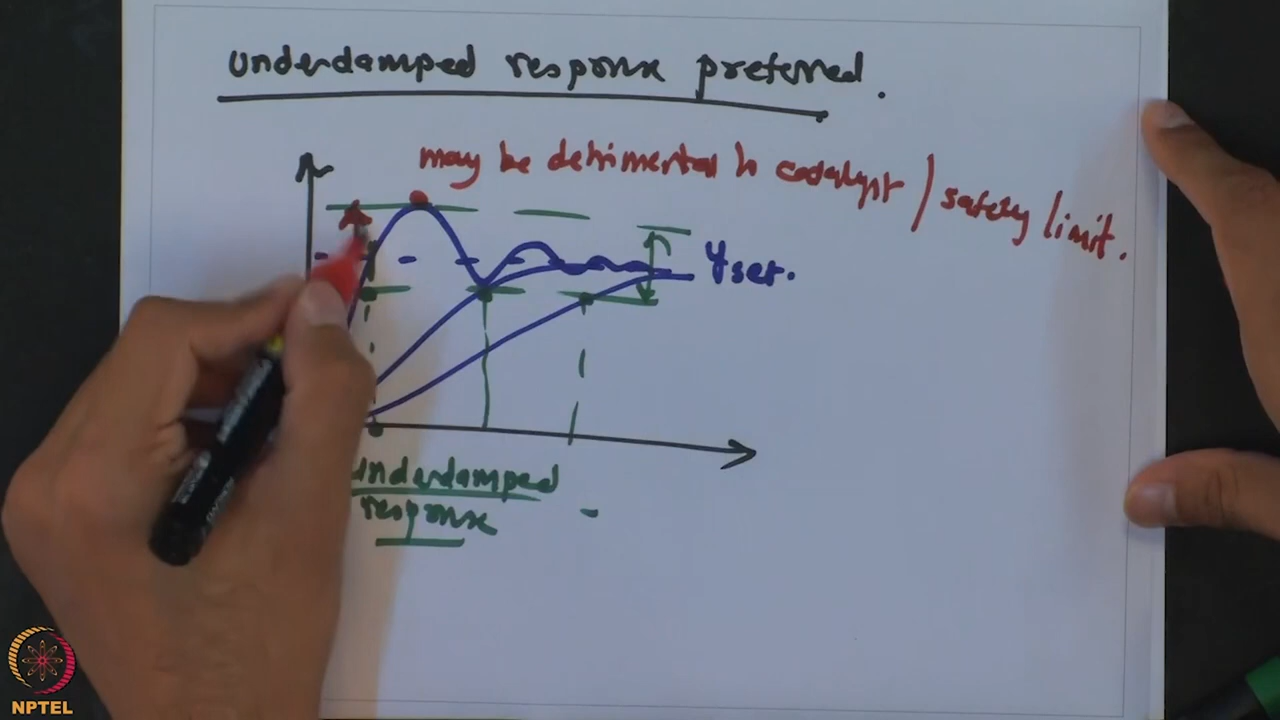 underdamped response preferred.
may be detrimental to catalyst / safety limit.
yset.
underdamped
response
NPTEL